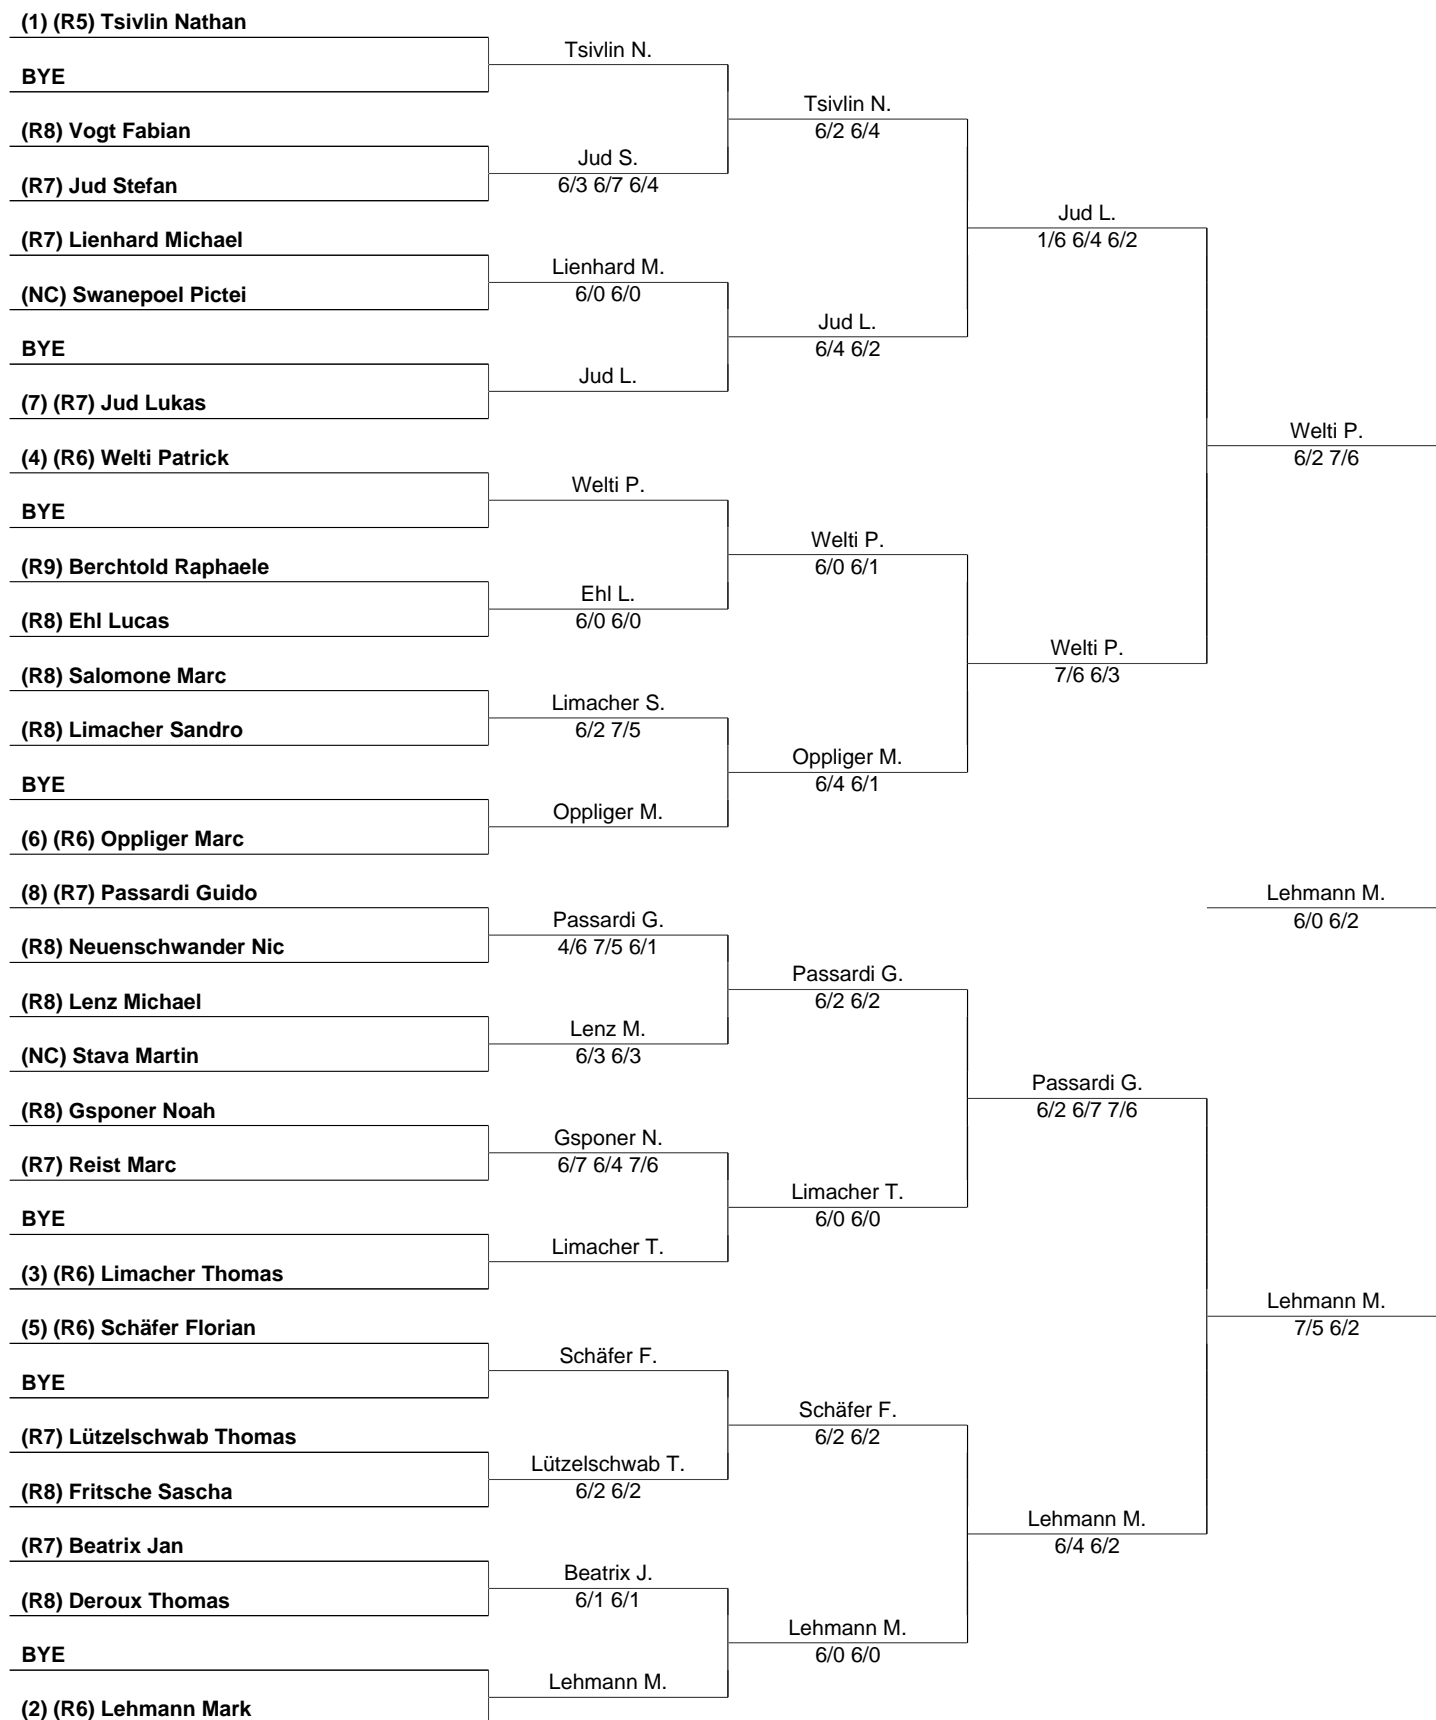 (1) (R5) Tsivlin Nathan
Tsivlin N.
BYE
Tsivlin N.
6/2 6/4
(R8) Vogt Fabian
Jud S.
6/3 6/7 6/4
(R7) Jud Stefan
Jud L.
1/6 6/4 6/2
(R7) Lienhard Michael
Lienhard M.
6/0 6/0
(NC) Swanepoel Pictei
Jud L.
6/4 6/2
BYE
Jud L.
(7) (R7) Jud Lukas
Welti P.
6/2 7/6
(4) (R6) Welti Patrick
Welti P.
BYE
Welti P.
6/0 6/1
(R9) Berchtold Raphaele
Ehl L.
6/0 6/0
(R8) Ehl Lucas
Welti P.
7/6 6/3
(R8) Salomone Marc
Limacher S.
6/2 7/5
(R8) Limacher Sandro
Oppliger M.
6/4 6/1
BYE
Oppliger M.
(6) (R6) Oppliger Marc
(8) (R7) Passardi Guido
Lehmann M.
6/0 6/2
Passardi G.
4/6 7/5 6/1
(R8) Neuenschwander Nic
Passardi G.
6/2 6/2
(R8) Lenz Michael
Lenz M.
6/3 6/3
(NC) Stava Martin
Passardi G.
6/2 6/7 7/6
(R8) Gsponer Noah
Gsponer N.
6/7 6/4 7/6
(R7) Reist Marc
Limacher T.
6/0 6/0
BYE
Limacher T.
(3) (R6) Limacher Thomas
Lehmann M.
7/5 6/2
(5) (R6) Schäfer Florian
Schäfer F.
BYE
Schäfer F.
6/2 6/2
(R7) Lützelschwab Thomas
Lützelschwab T.
6/2 6/2
(R8) Fritsche Sascha
Lehmann M.
6/4 6/2
(R7) Beatrix Jan
Beatrix J.
6/1 6/1
(R8) Deroux Thomas
Lehmann M.
6/0 6/0
BYE
Lehmann M.
(2) (R6) Lehmann Mark